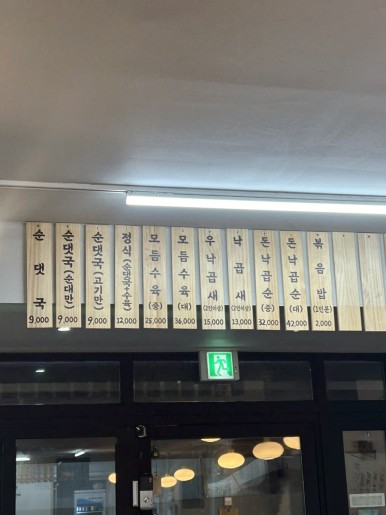 순댓국
9,000
순댓국(순대만)
9,000
순댓국(고기만)
9,000
정식(순댓국+수육)
12,000
모듬수육(중)
25,000
모듬수육(대)
36,000
우낙곱새
(2인이상)
15,000
낙곱새
(2인이상)
13,000
돈낙곱순(중)
32,000
돈낙곱순(대)
42,000
볶음밥
(1인분)
2,000